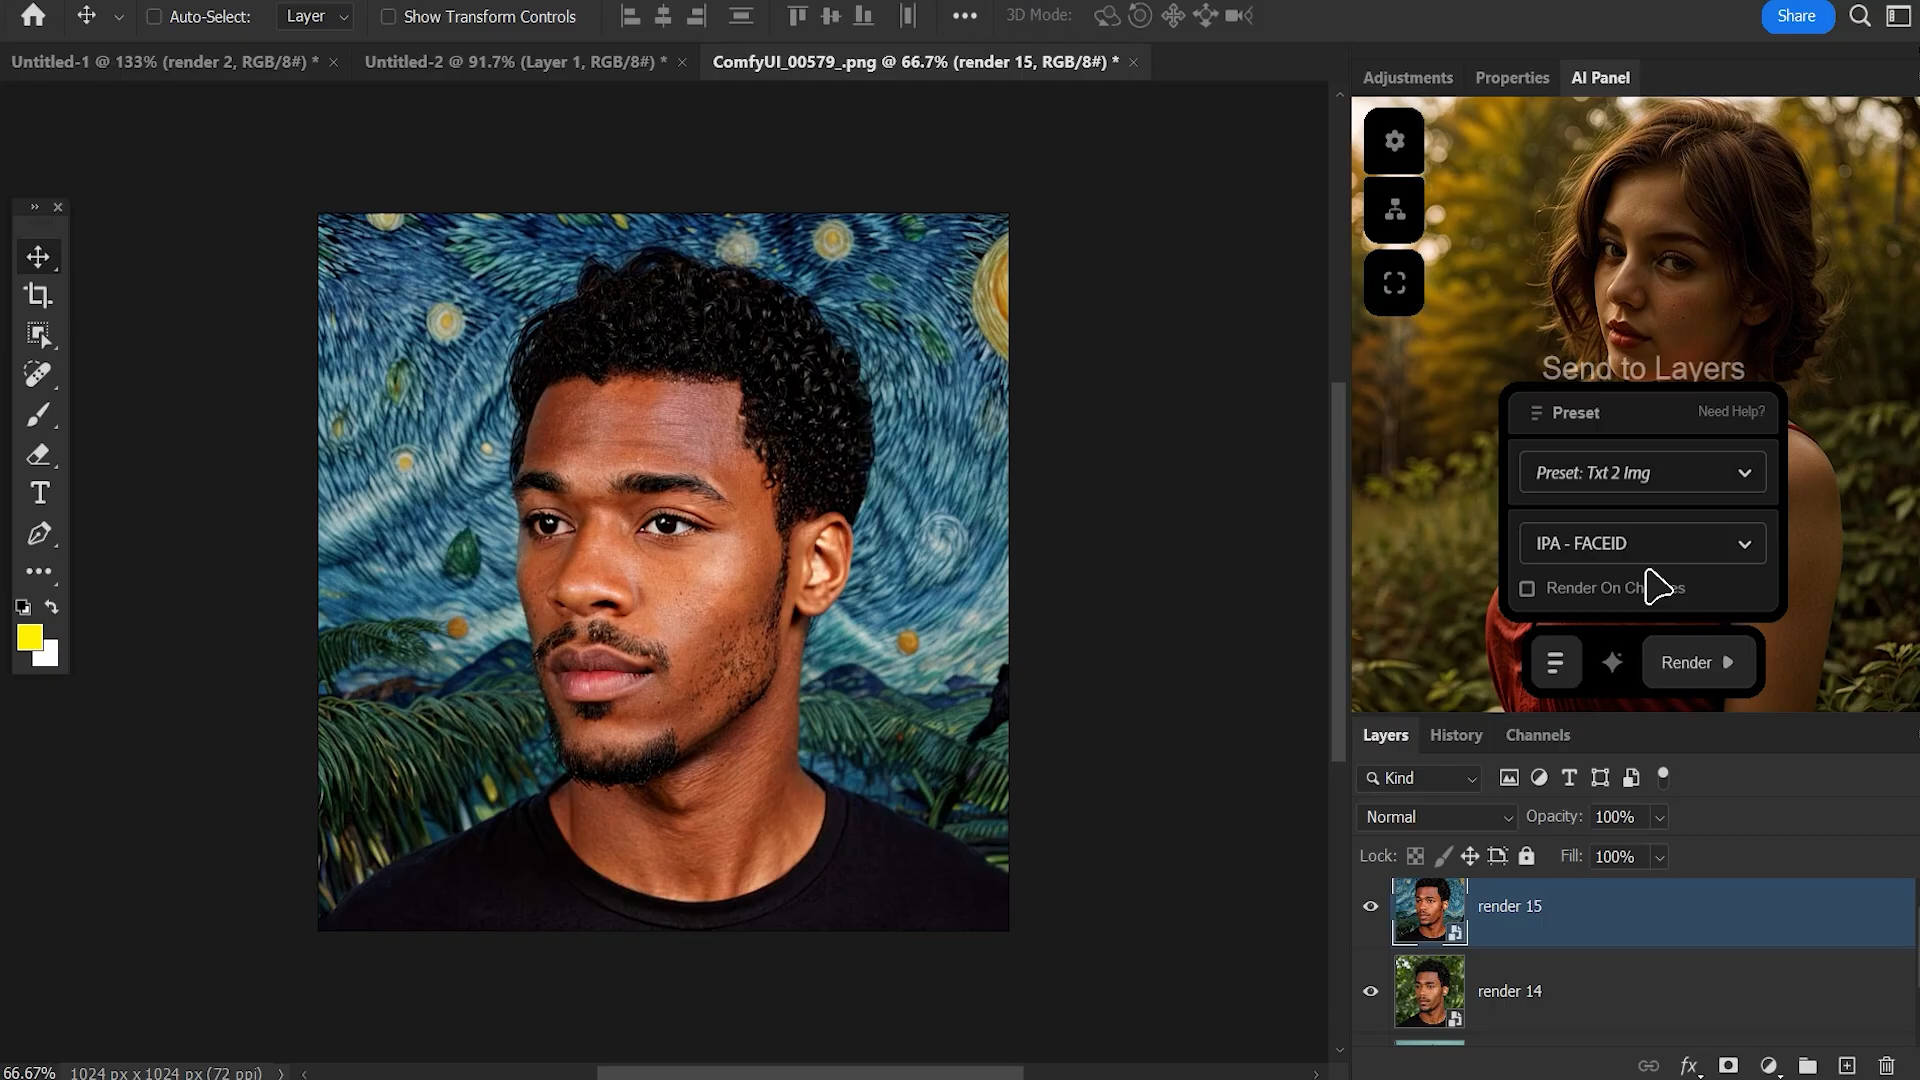 Auto-Select: Layer Show Transform Controls 3D Mode: Share
Untitled-1 @ 133% (render 2, RGB/8#) * Untitled-2 @ 91.7% (Layer 1, RGB/8#) * ComfyUI_00579_.png @ 66.7% (render 15, RGB/8#) *
Adjustments Properties AI Panel
Send to Layers
Preset Need Help?
Preset: Txt 2 Img
IPA - FACEID
Render On
Render
Layers History Channels
Kind
Normal Opacity: 100%
Lock: Fill: 100%
render 15
render 14
66.67% 1024 px x 1024 px (72 ppi)